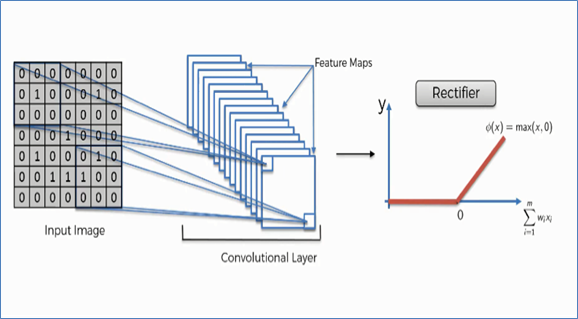 0 0 0 0 0 0 0
0 1 0 0 0 1 0
0 0 0 0 0 0 0
0 0 0 1 0 0 0
0 1 0 0 0 1 0
0 0 1 1 1 0 0
0 0 0 0 0 0 0
Input Image
Feature Maps
Convolutional Layer
Rectifier
y
ϕ(x) = max(x, 0)
0
m
∑ wᵢxᵢ
i=1